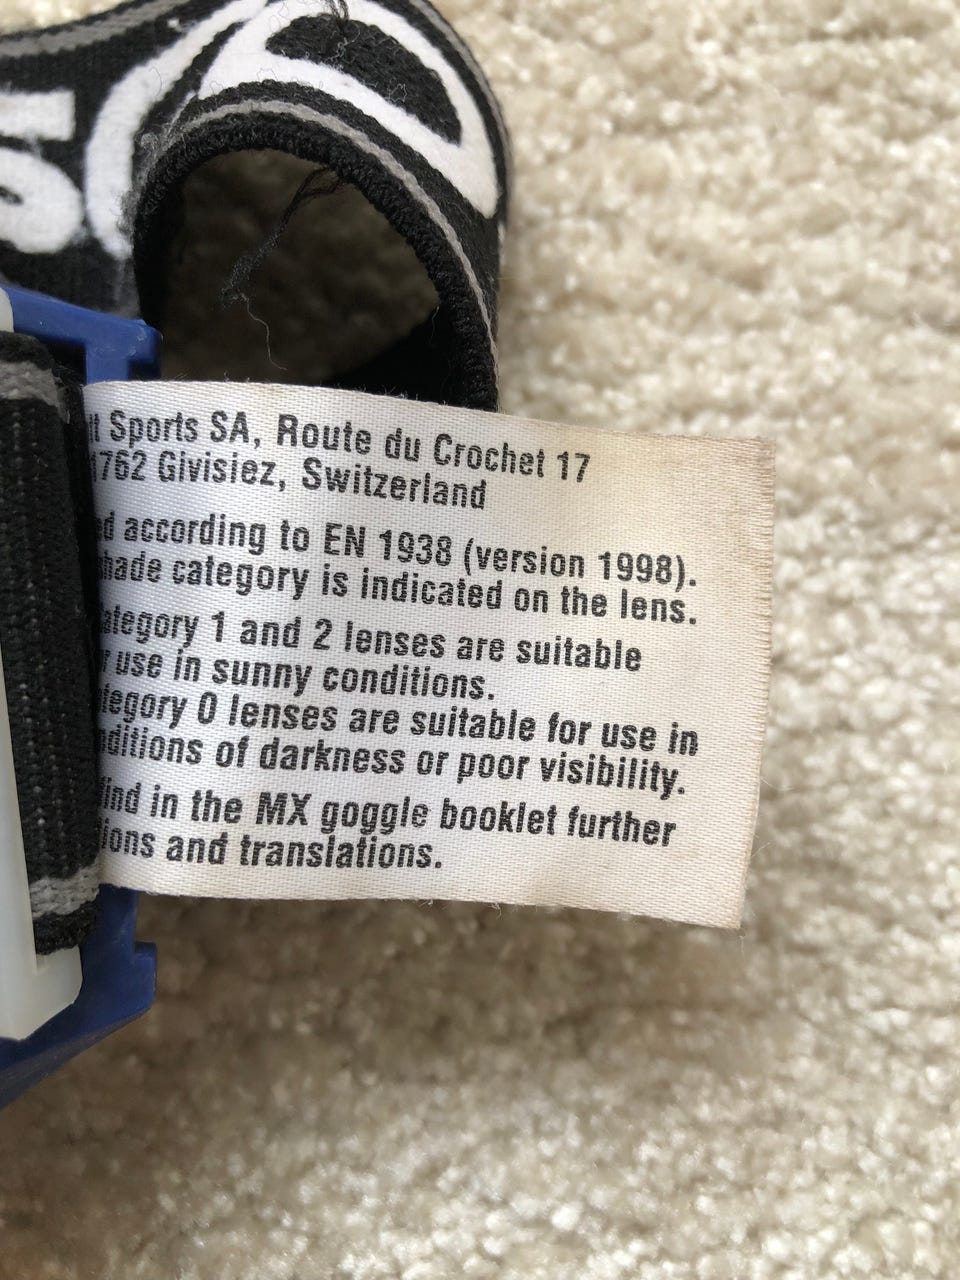 Sports SA, Route du Crochet 17
1762 Givisiez, Switzerland
according to EN 1938 (version 1998).
category is indicated on the lens.
1 and 2 lenses are suitable
use in sunny conditions.
0 lenses are suitable for use in
of darkness or poor visibility.
in the MX goggle booklet further
and translations.